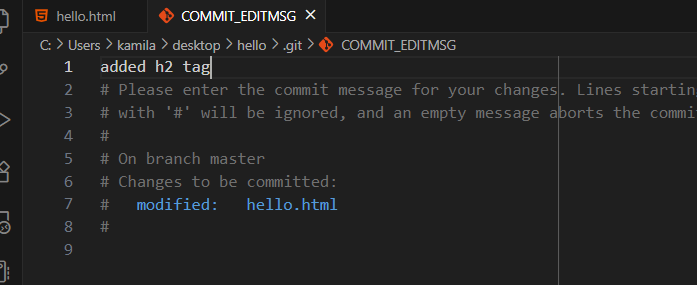 hello.html COMMIT_EDITMSG
C: > Users > kamila > desktop > hello > .git > COMMIT_EDITMSG
1 added h2 tag
2 # Please enter the commit message for your changes. Lines starting
3 # with '#' will be ignored, and an empty message aborts the
4 #
5 # On branch master
6 # Changes to be committed:
7 # modified: hello.html
8 #
9